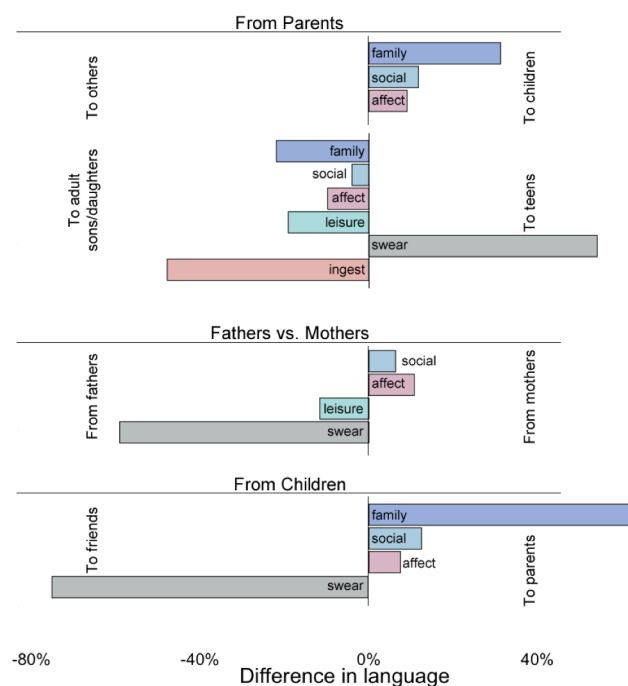 From Parents
To others
family
social
affect
To children
To adult
sons/daughters
family
social
affect
leisure
swear
ingest
To teens
Fathers vs. Mothers
From fathers
social
affect
leisure
swear
From mothers
From Children
To friends
family
social
affect
swear
To parents
-80%
-40%
0%
40%
Difference in language